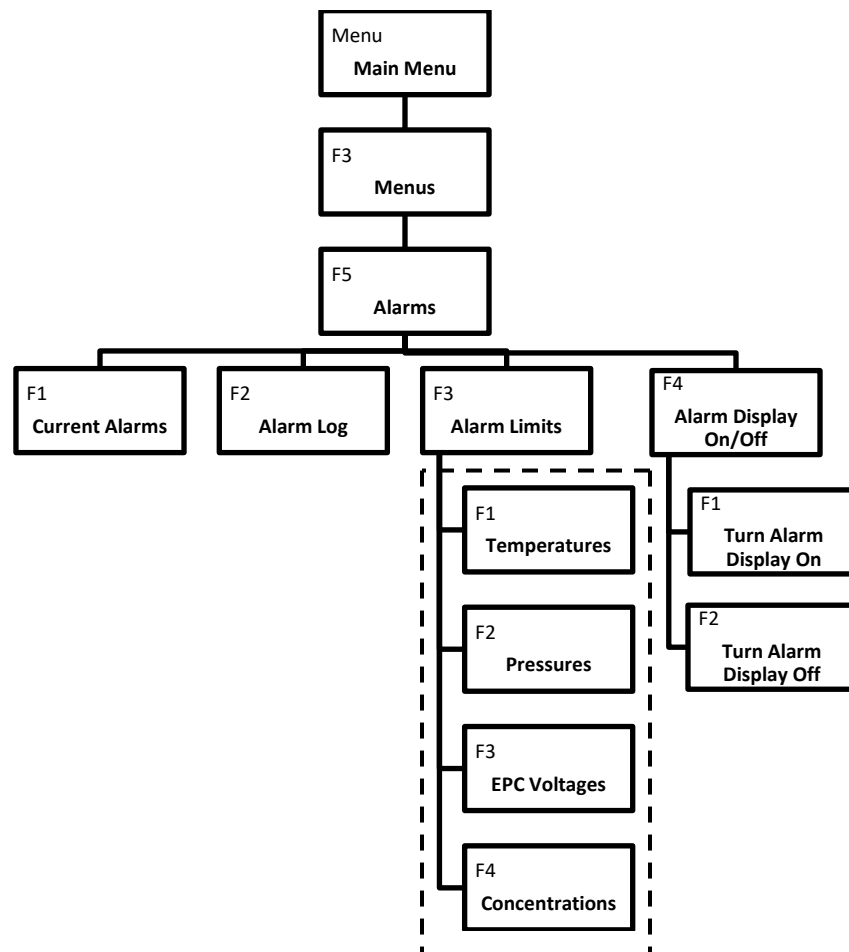 Menu
Main Menu
F3
Menus
F5
Alarms
F1
Current Alarms
F2
Alarm Log
F3
Alarm Limits
F4
Alarm Display
On/Off
F1
Temperatures
F2
Pressures
F3
EPC Voltages
F4
Concentrations
F1
Turn Alarm
Display On
F2
Turn Alarm
Display Off